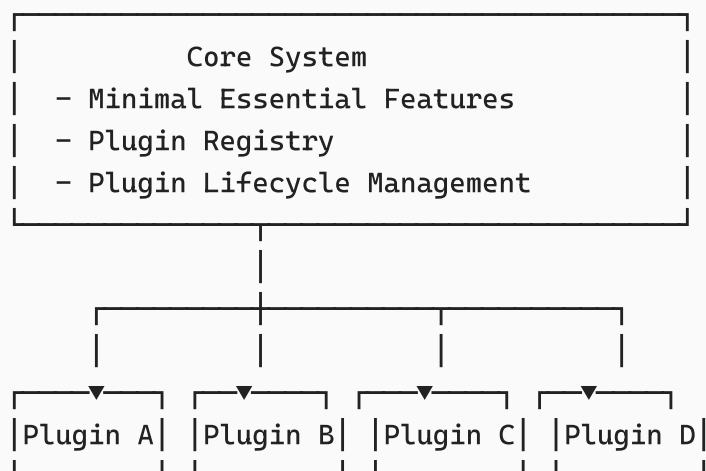 Core System
- Minimal Essential Features
- Plugin Registry
- Plugin Lifecycle Management
Plugin A Plugin B Plugin C Plugin D